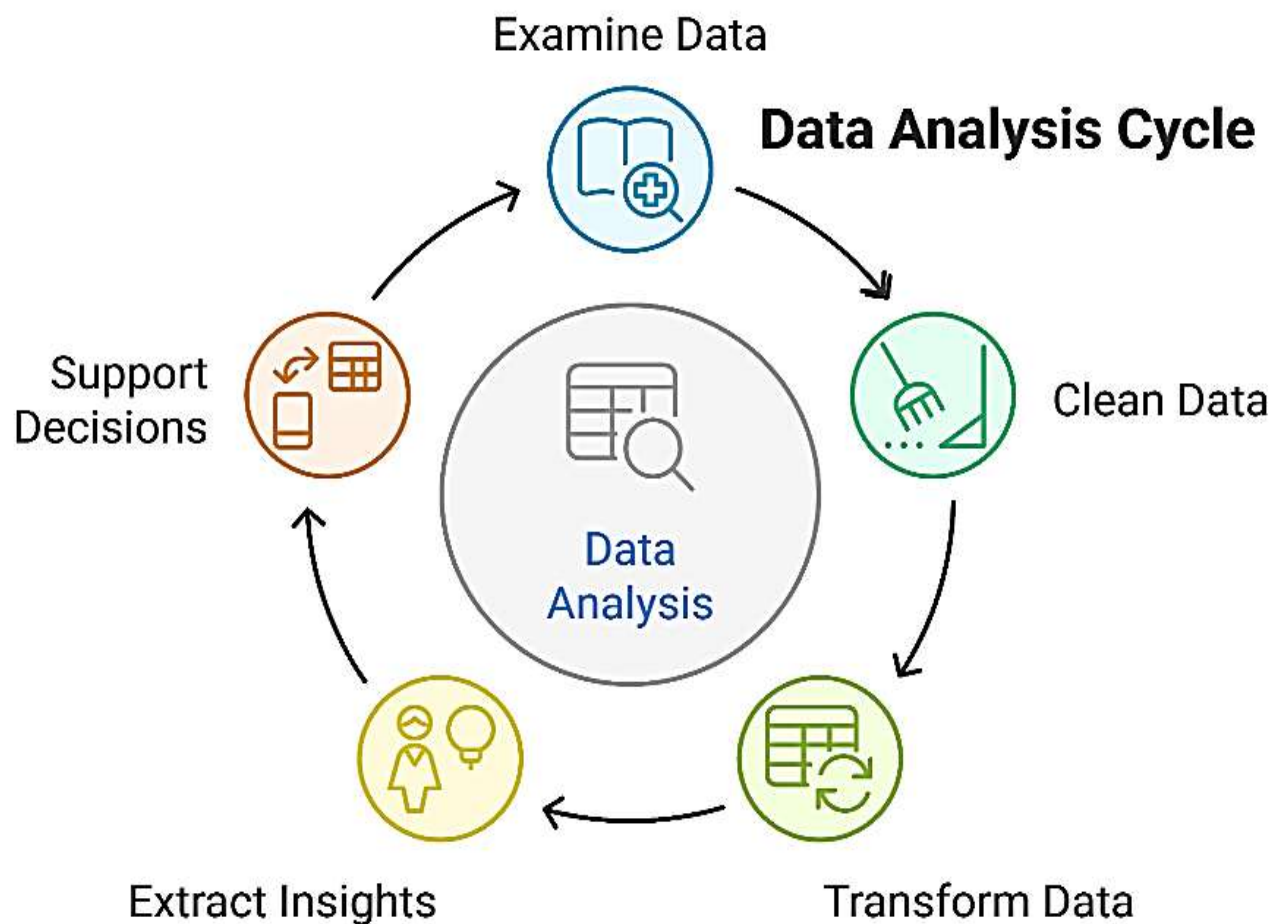 Examine Data
Data Analysis Cycle
Support
Decisions
Clean Data
Data
Analysis
Extract Insights
Transform Data